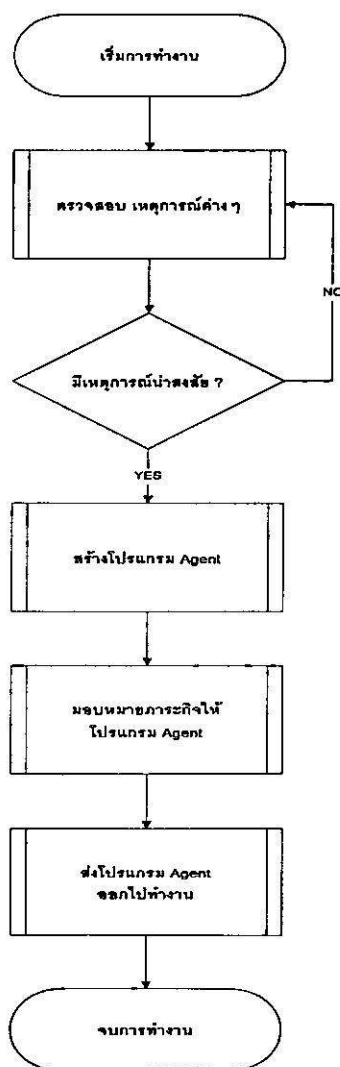 เริ่มการทำงาน
ตรวจสอบ เหตุการณ์ต่าง ๆ
NO
มีเหตุการณ์น่าสงสัย ?
YES
สร้างโปรแกรม Agent
มอบหมายภาระกิจให้
โปรแกรม Agent
ส่งโปรแกรม Agent
ออกไปทำงาน
จบการทำงาน